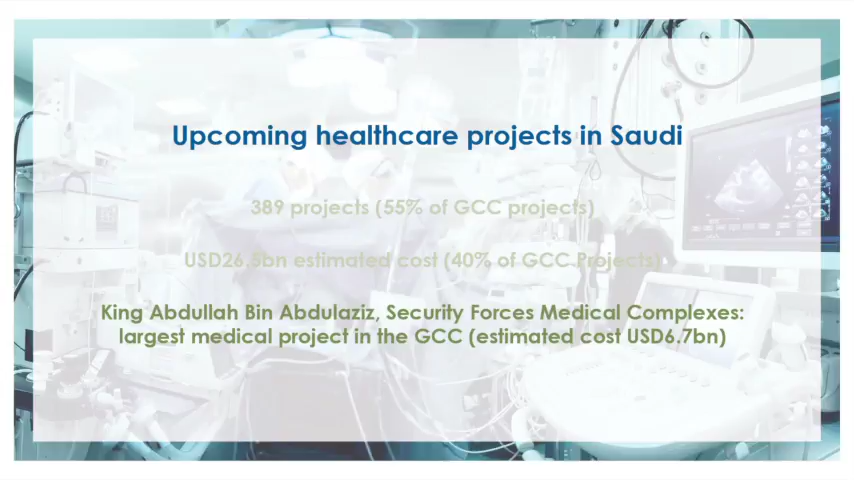 Upcoming healthcare projects in Saudi
389 projects (55% of GCC projects)
USD26.5bn estimated cost (40% of GCC Projects)
King Abdullah Bin Abdulaziz, Security Forces Medical Complexes:
largest medical project in the GCC (estimated cost USD6.7bn)